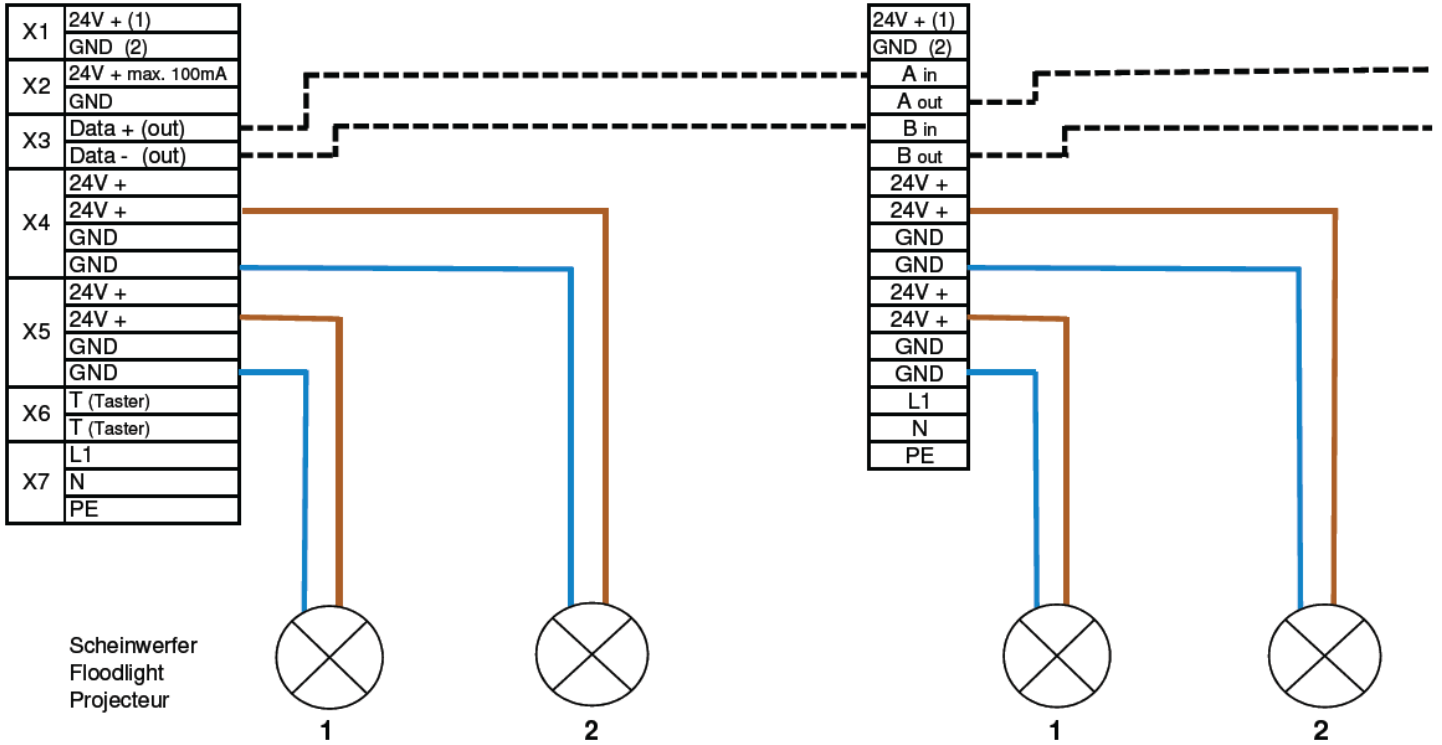 X1
24V + (1)
GND (2)
X2
24V + max. 100mA
GND
X3
Data + (out)
Data - (out)
X4
24V +
24V +
GND
GND
X5
24V +
24V +
GND
GND
X6
T (Taster)
T (Taster)
X7
L1
N
PE
24V + (1)
GND (2)
A in
A out
B in
B out
24V +
24V +
GND
GND
24V +
24V +
GND
GND
L1
N
PE
Scheinwerfer
Floodlight
Projecteur
1
2
1
2